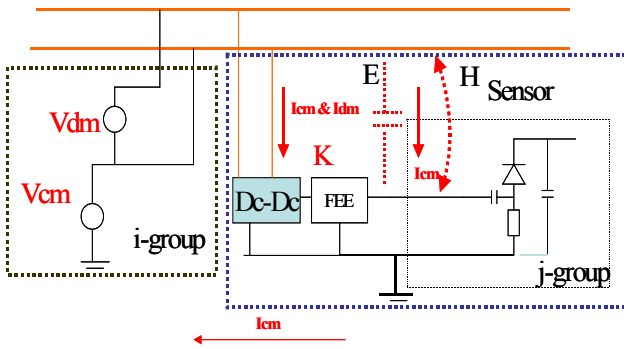 E
H
Sensor
Vdm
Icm & Idm
K
Icm
Vcm
Dc-Dc
FEE
i-group
j-group
Icm